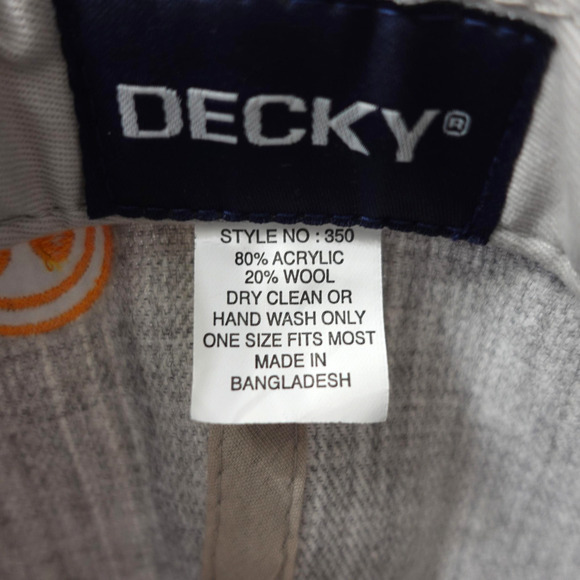 DECKY®
STYLE NO : 350
80% ACRYLIC
20% WOOL
DRY CLEAN OR
HAND WASH ONLY
ONE SIZE FITS MOST
MADE IN
BANGLADESH